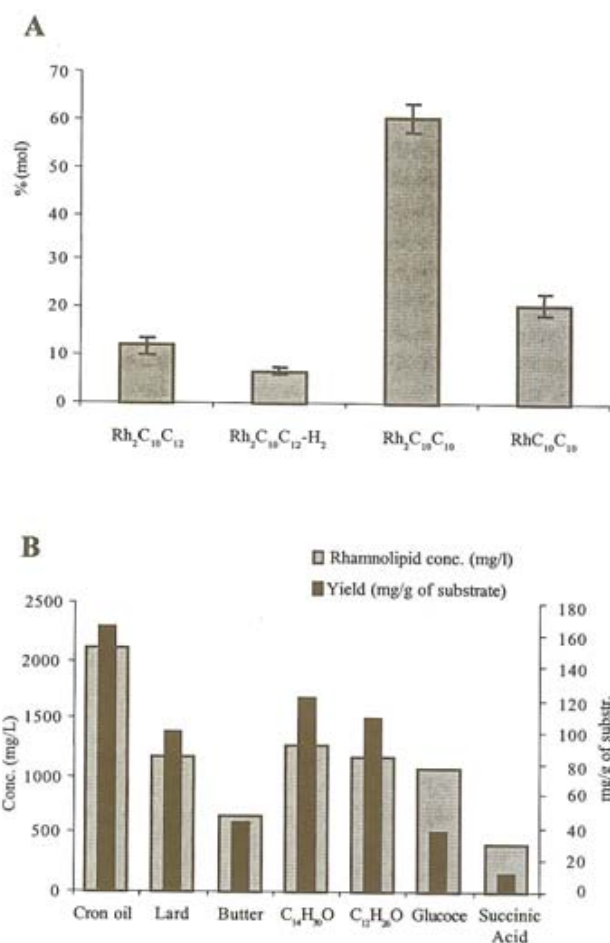 A
% (mol)
70
60
50
40
30
20
10
0
Rh₂C₁₀C₁₂
Rh₂C₁₀C₁₂-H₂
Rh₂C₁₀C₁₀
RhC₁₀C₁₀
B
Rhamnolipid conc. (mg/l)
Yield (mg/g of substrate)
Conc. (mg/L)
2500
2000
1500
1000
500
0
mg/g of substr.
180
160
140
120
100
80
60
40
20
0
Cron oil
Lard
Butter
C₁₄H₃₀O
C₁₂H₂₆O
Glucoce
Succinic
Acid